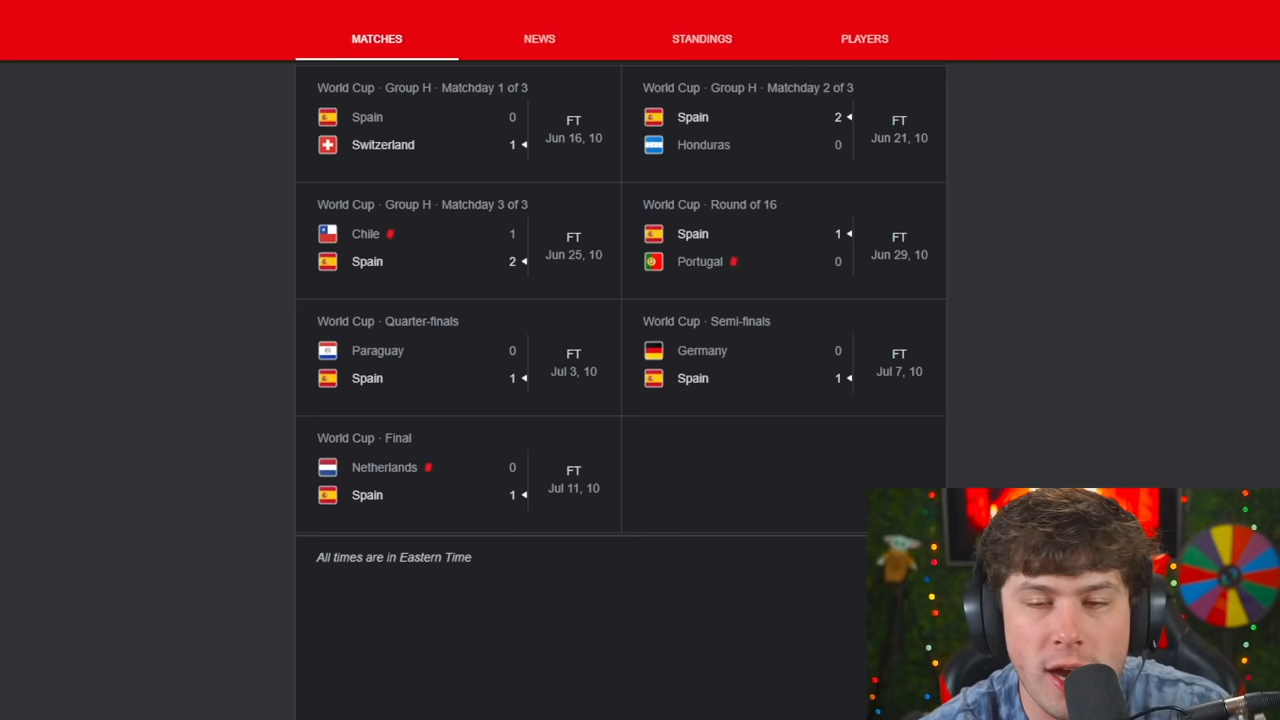 MATCHES NEWS STANDINGS PLAYERS
World Cup · Group H · Matchday 1 of 3
Spain 0
Switzerland 1
FT
Jun 16, 10
World Cup · Group H · Matchday 2 of 3
Spain 2
Honduras 0
FT
Jun 21, 10
World Cup · Group H · Matchday 3 of 3
Chile 1
Spain 2
FT
Jun 25, 10
World Cup · Round of 16
Spain 1
Portugal 0
FT
Jun 29, 10
World Cup · Quarter-finals
Paraguay 0
Spain 1
FT
Jul 3, 10
World Cup · Semi-finals
Germany 0
Spain 1
FT
Jul 7, 10
World Cup · Final
Netherlands 0
Spain 1
FT
Jul 11, 10
All times are in Eastern Time